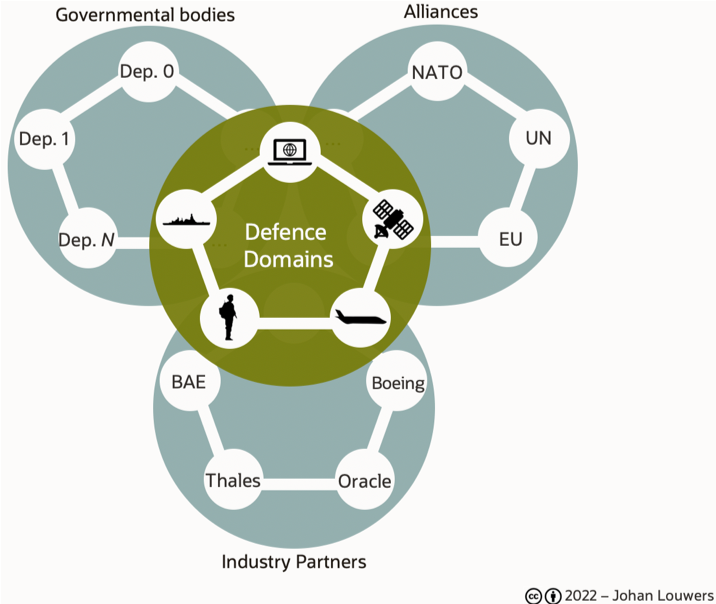 Governmental bodies
Alliances
Dep. 0
NATO
Dep. 1
UN
Dep. N
EU
Defence
Domains
BAE
Boeing
Thales
Oracle
Industry Partners
2022 – Johan Louwers